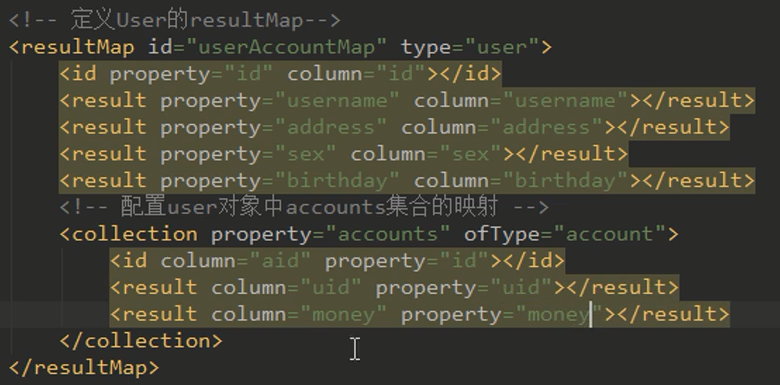 <!-- 定义User的resultMap-->
<resultMap id="userAccountMap" type="user">
<id property="id" column="id"></id>
<result property="username" column="username"></result>
<result property="address" column="address"></result>
<result property="sex" column="sex"></result>
<result property="birthday" column="birthday"></result>
<!-- 配置user对象中accounts集合的映射 -->
<collection property="accounts" ofType="account">
<id column="aid" property="id"></id>
<result column="uid" property="uid"></result>
<result column="money" property="money"></result>
</collection>
</resultMap>